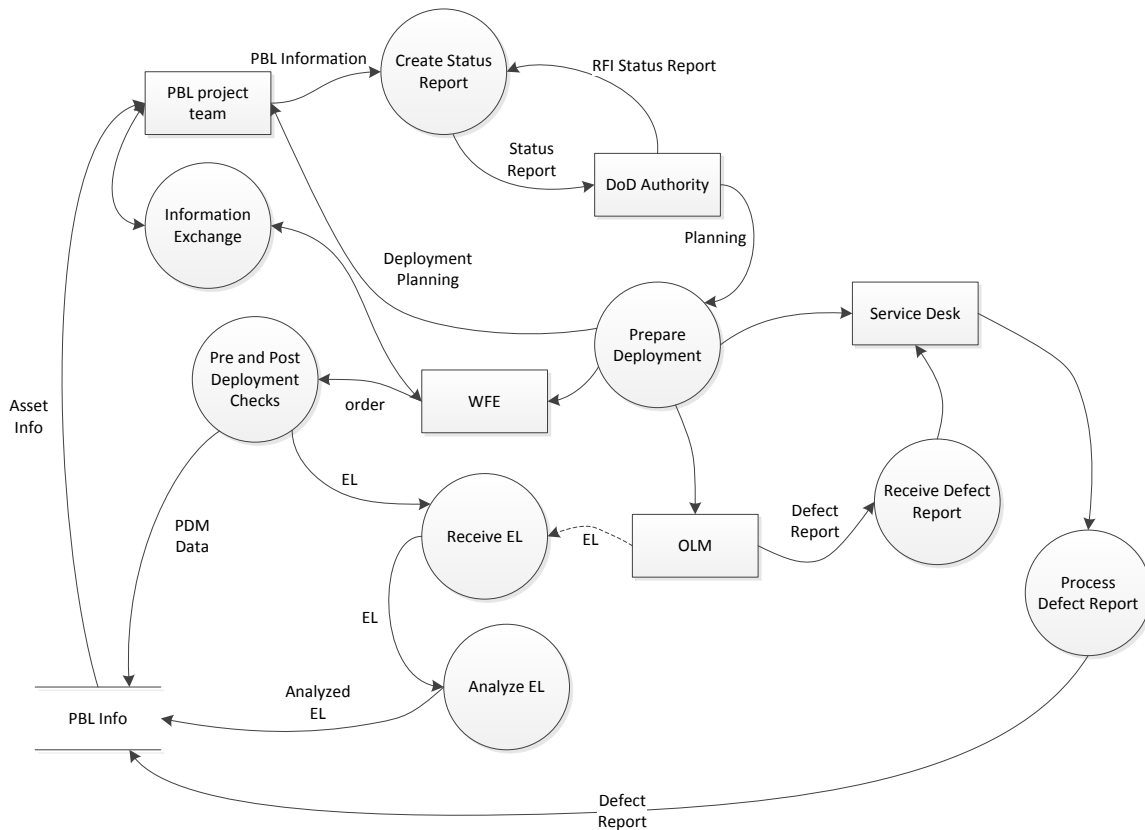 PBL Information
Create Status
Report
RFI Status Report
PBL project
team
Status
Report
DoD Authority
Information
Exchange
Planning
Deployment
Planning
Service Desk
Prepare
Deployment
Pre and Post
Deployment
Checks
order
WFE
Asset
Info
EL
Receive Defect
Report
Defect
Report
PDM
Data
Receive EL
EL
OLM
Process
Defect Report
EL
Analyze EL
Analyzed
EL
PBL Info
Defect
Report